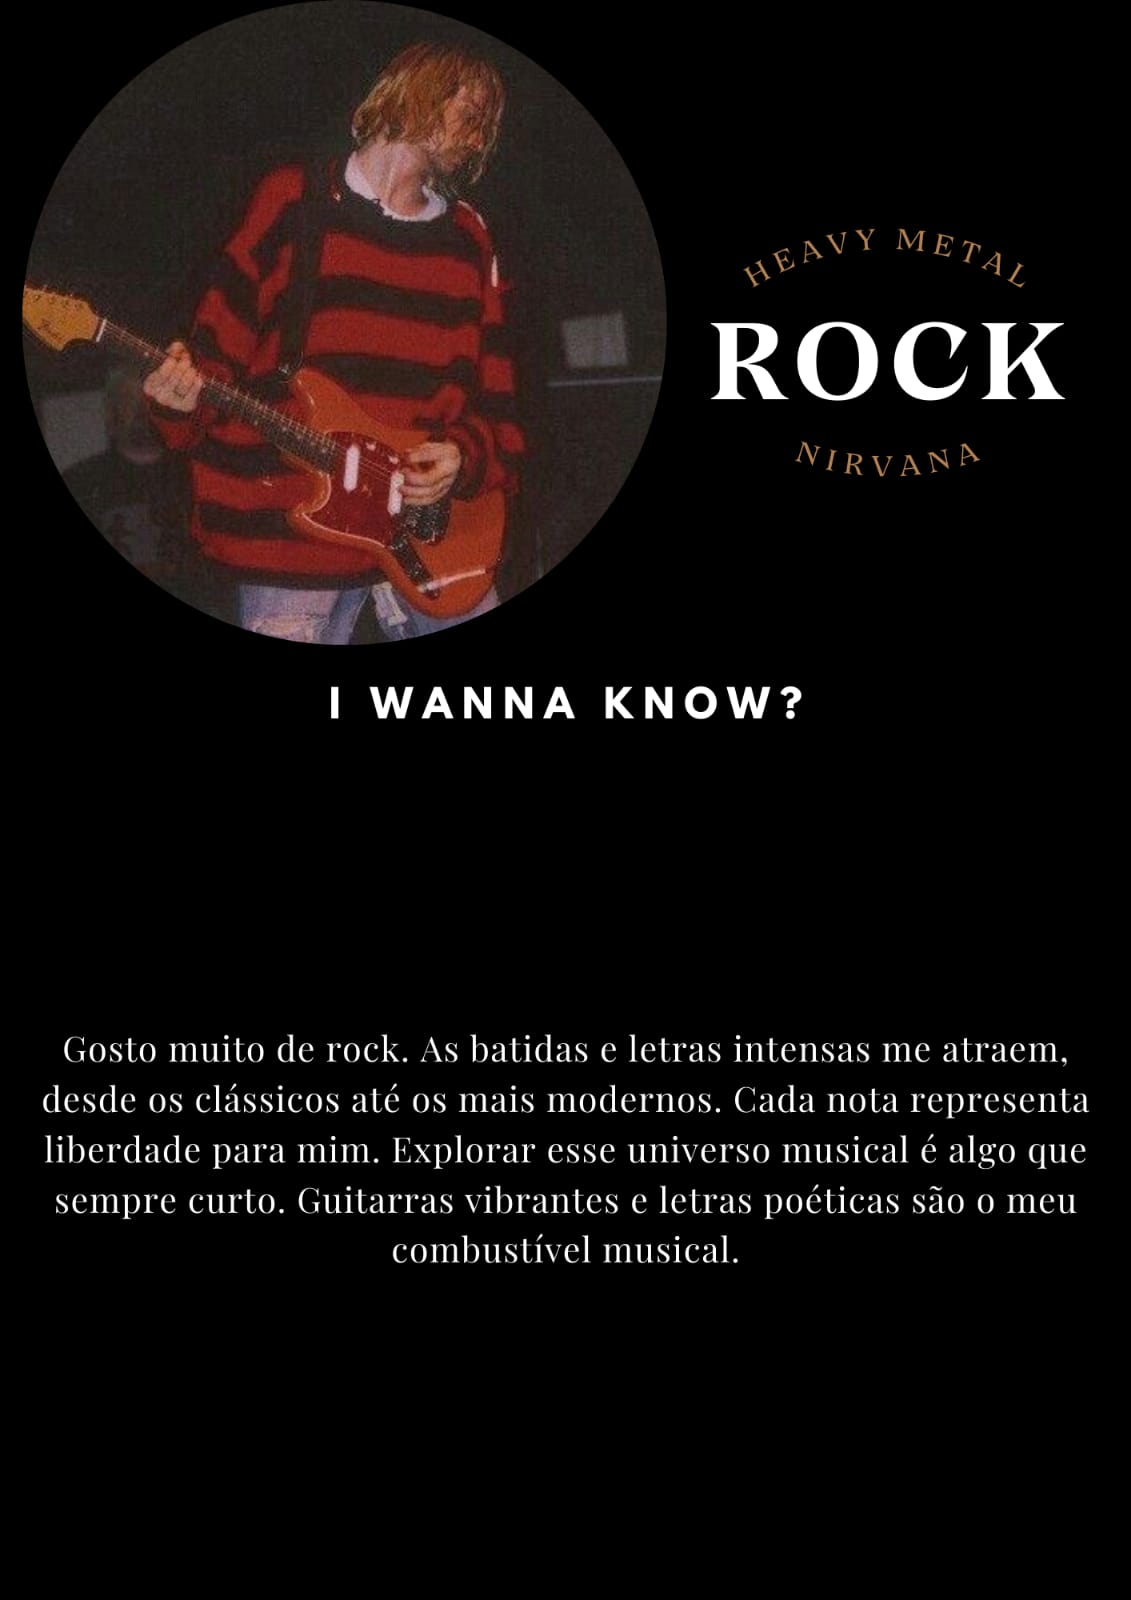 HEAVY METAL
ROCK
NIRVANA
I WANNA KNOW?
Gosto muito de rock. As batidas e letras intensas me atraem,
desde os clássicos até os mais modernos. Cada nota representa
liberdade para mim. Explorar esse universo musical é algo que
sempre curto. Guitarras vibrantes e letras poéticas são o meu
combustível musical.